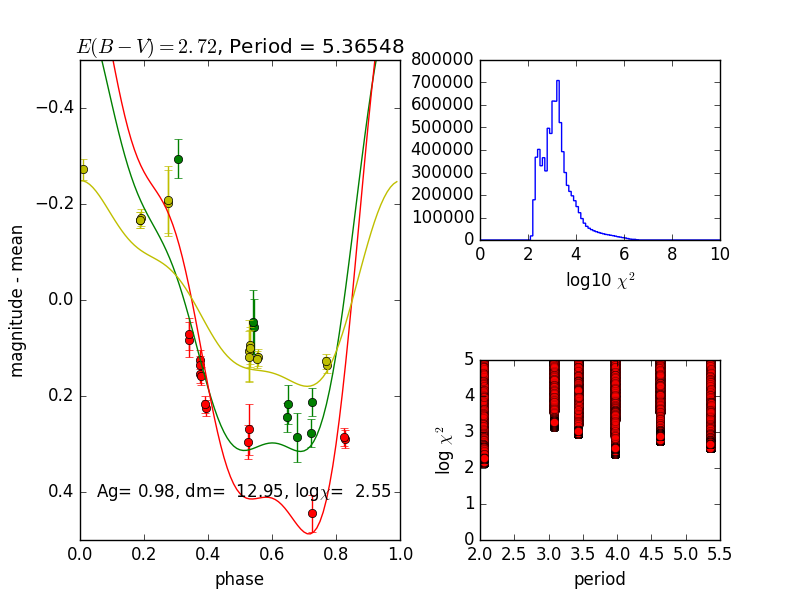 E(B − V) = 2.72, Period = 5.36548
−0.4
−0.2
0.0
0.2
0.4
magnitude - mean
Ag= 0.98, dm=  12.95, logχ=  2.55
0.0 0.2 0.4 0.6 0.8 1.0
phase
800000
700000
600000
500000
400000
300000
200000
100000
0
0 2 4 6 8 10
log10 χ²
5
4
3
2
1
0
log χ²
2.0 2.5 3.0 3.5 4.0 4.5 5.0 5.5
period